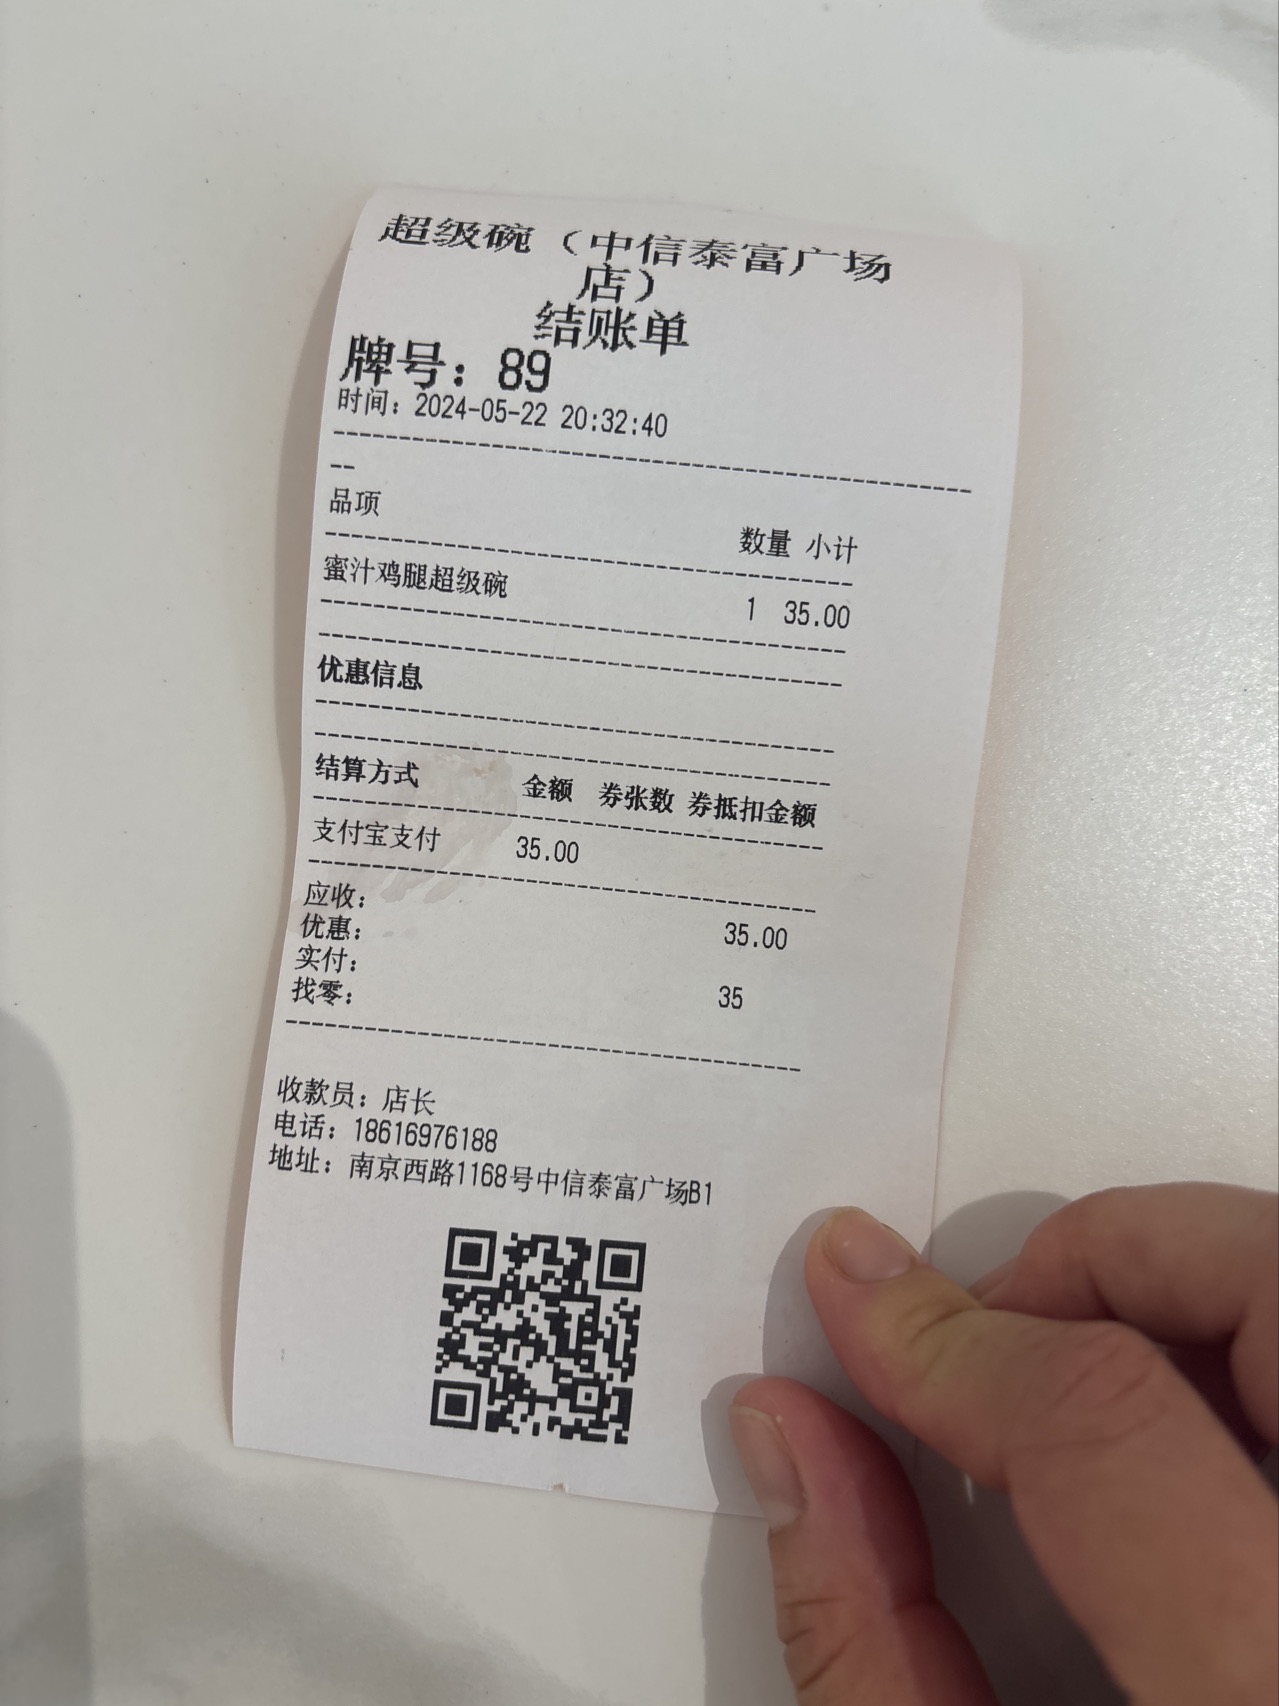 超级碗（中信泰富广场
店）
结账单
牌号：89
时间：2024-05-22 20:32:40
--
品项 数量 小计
蜜汁鸡腿超级碗 1 35.00
优惠信息
结算方式 金额 券张数 券抵扣金额
支付宝支付 35.00
应收： 35.00
优惠：
实付： 35
找零：
收款员：店长
电话：18616976188
地址：南京西路1168号中信泰富广场B1